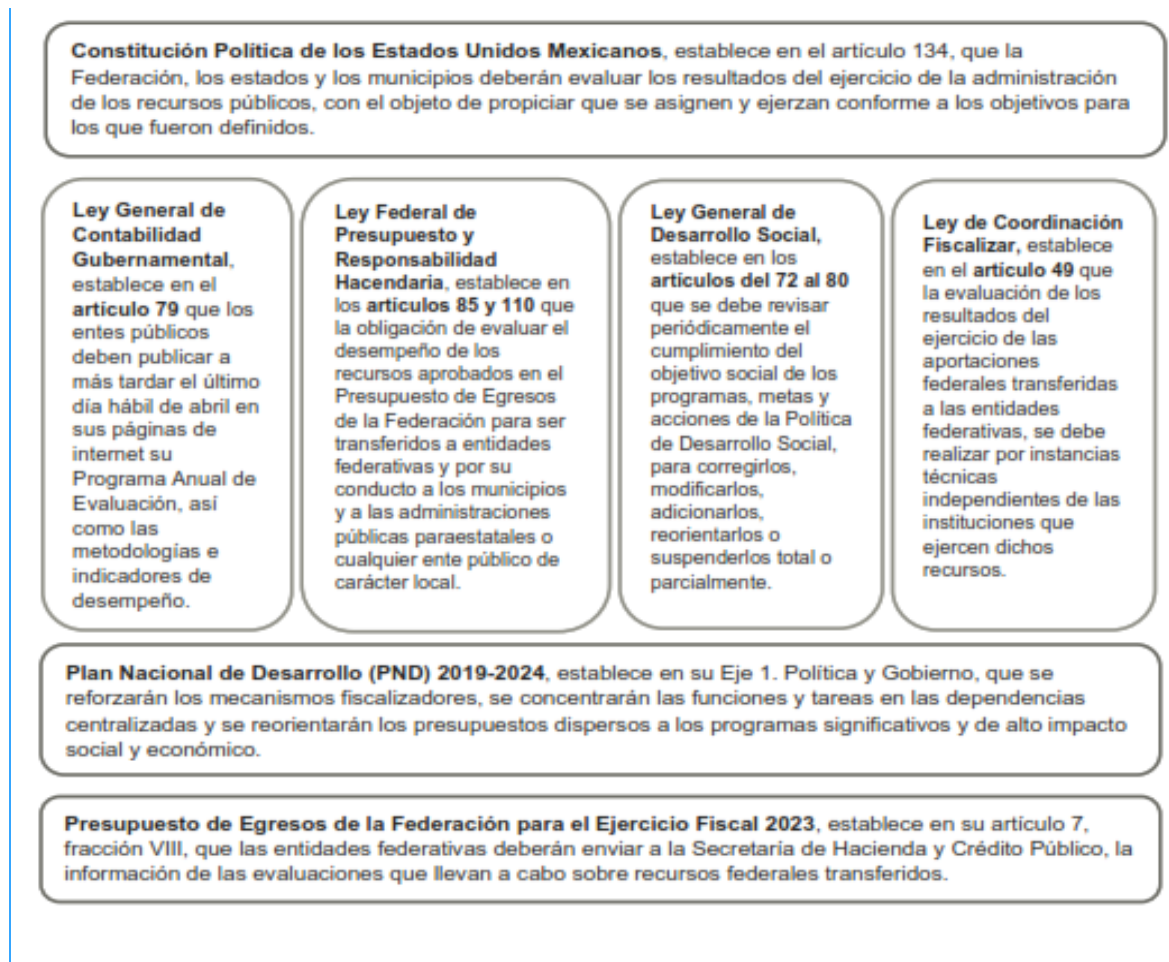 Constitución Política de los Estados Unidos Mexicanos, establece en el artículo 134, que la
Federación, los estados y los municipios deberán evaluar los resultados del ejercicio de la administración
de los recursos públicos, con el objeto de propiciar que se asignen y ejerzan conforme a los objetivos para
los que fueron definidos.
Ley General de
Contabilidad
Gubernamental,
establece en el
artículo 79 que los
entes públicos
deben publicar a
más tardar el último
día hábil de abril en
sus páginas de
internet su
Programa Anual de
Evaluación, así
como las
metodologías e
indicadores de
desempeño.
Ley Federal de
Presupuesto y
Responsabilidad
Hacendaria, establece en
los artículos 85 y 110 que
la obligación de evaluar el
desempeño de los
recursos aprobados en el
Presupuesto de Egresos
de la Federación para ser
transferidos a entidades
federativas y por su
conducto a los municipios
y a las administraciones
públicas paraestatales o
cualquier ente público de
carácter local.
Ley General de
Desarrollo Social,
establece en los
artículos del 72 al 80
que se debe revisar
periódicamente el
cumplimiento del
objetivo social de los
programas, metas y
acciones de la Política
de Desarrollo Social,
para corregirlos,
modificarlos,
adicionarlos,
reorientarlos o
suspenderlos total o
parcialmente.
Ley de Coordinación
Fiscalizar, establece
en el artículo 49 que
la evaluación de los
resultados del
ejercicio de las
aportaciones
federales transferidas
a las entidades
federativas, se debe
realizar por instancias
técnicas
independientes de las
instituciones que
ejercen dichos
recursos.
Plan Nacional de Desarrollo (PND) 2019-2024, establece en su Eje 1. Política y Gobierno, que se
reforzarán los mecanismos fiscalizadores, se concentrarán las funciones y tareas en las dependencias
centralizadas y se reorientarán los presupuestos dispersos a los programas significativos y de alto impacto
social y económico.
Presupuesto de Egresos de la Federación para el Ejercicio Fiscal 2023, establece en su artículo 7,
fracción VIII, que las entidades federativas deberán enviar a la Secretaría de Hacienda y Crédito Público, la
información de las evaluaciones que llevan a cabo sobre recursos federales transferidos.